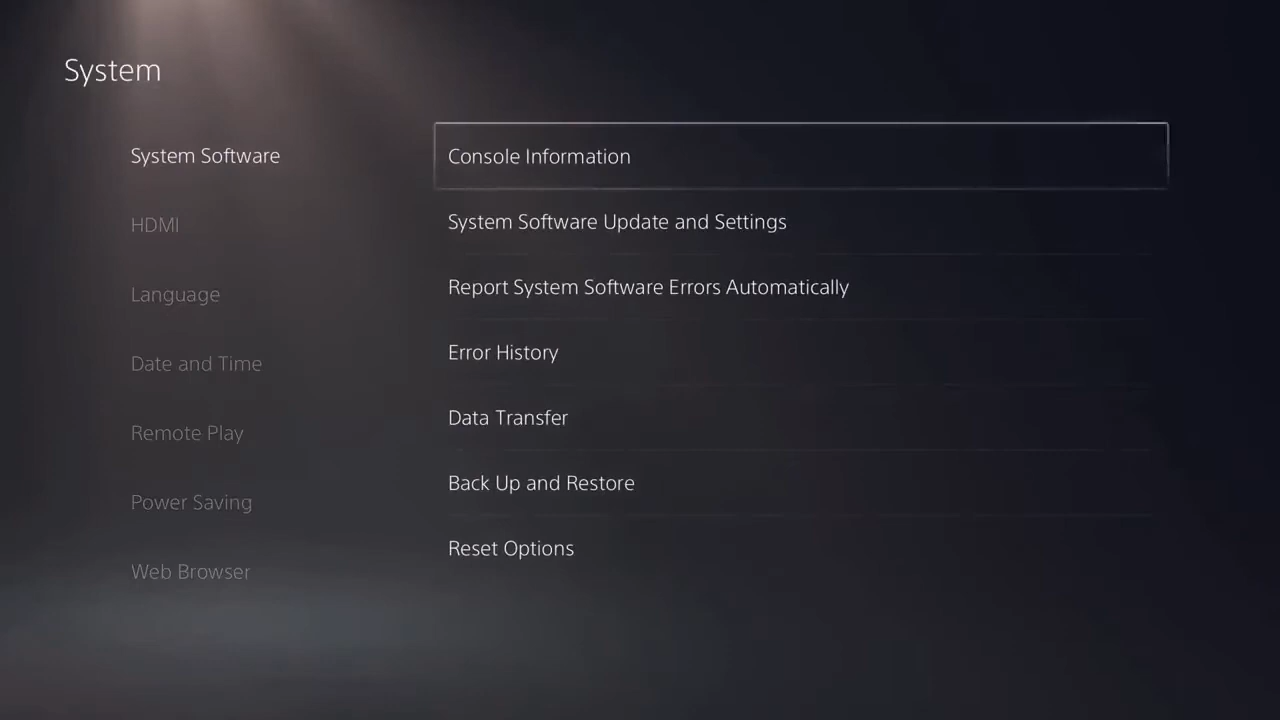 System
System Software
HDMI
Language
Date and Time
Remote Play
Power Saving
Web Browser
Console Information
System Software Update and Settings
Report System Software Errors Automatically
Error History
Data Transfer
Back Up and Restore
Reset Options